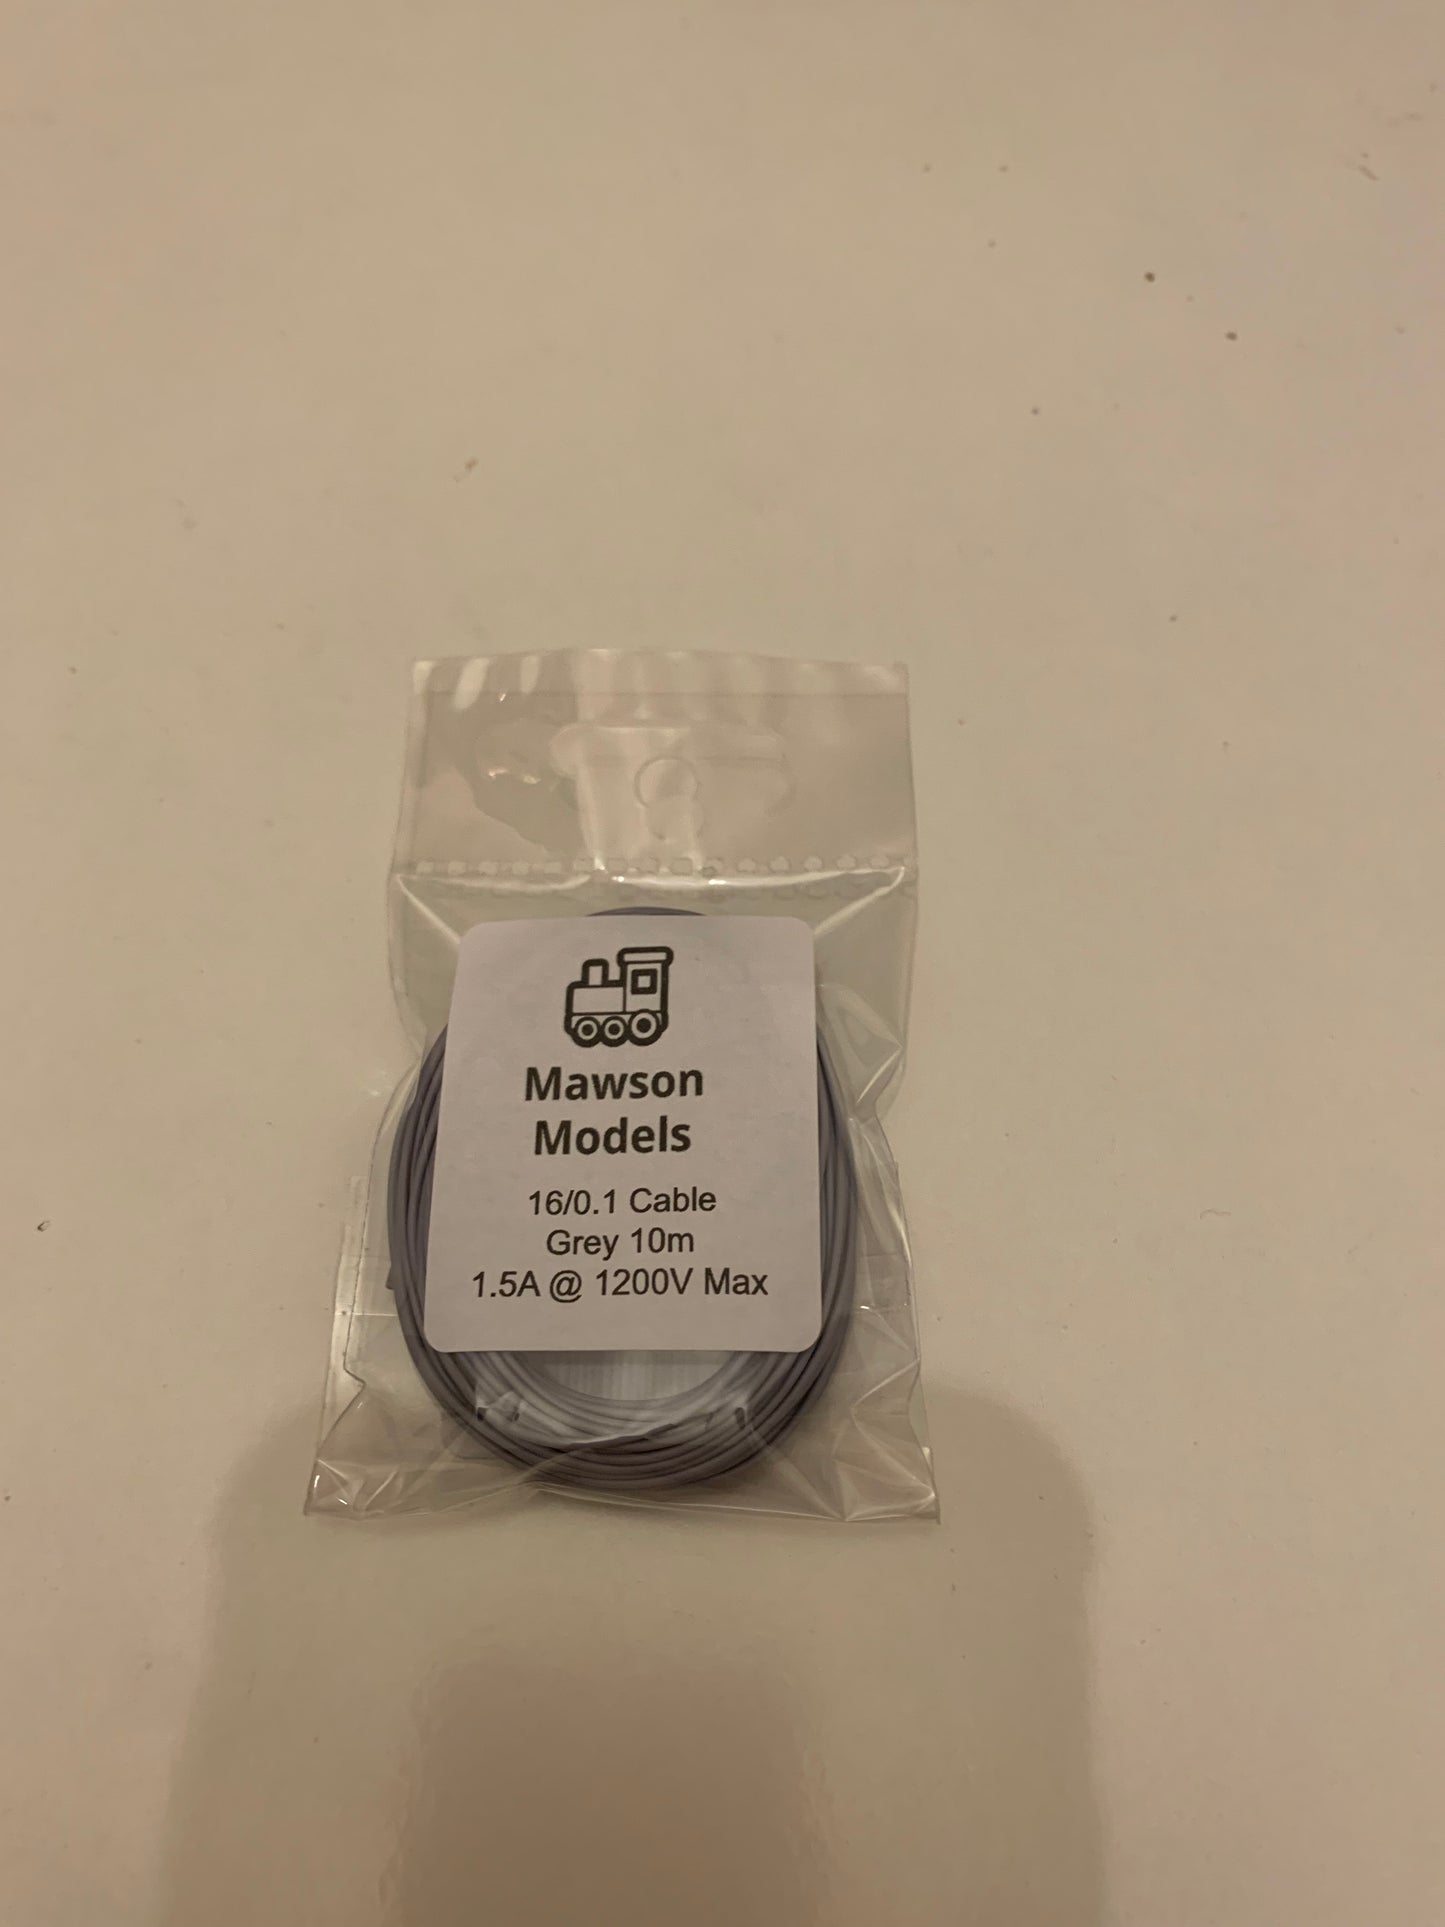 Mawson
Models
16/0.1 Cable
Grey 10m
1.5A @ 1200V Max